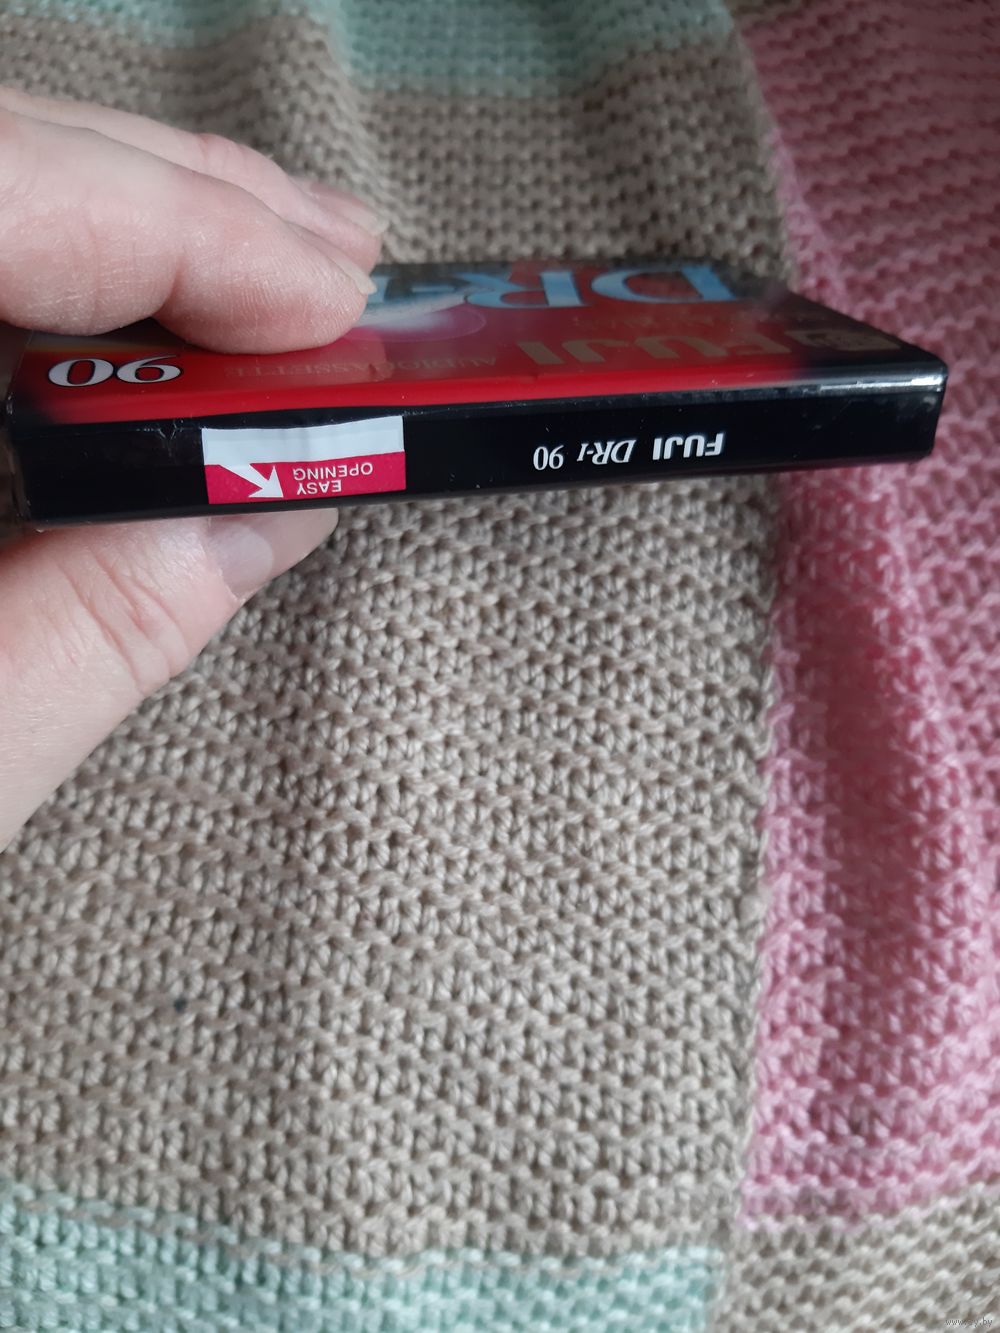 DR-I
FUJI
AUDIOCASSETTE
90
FUJI DR-I 90
EASY
OPENING